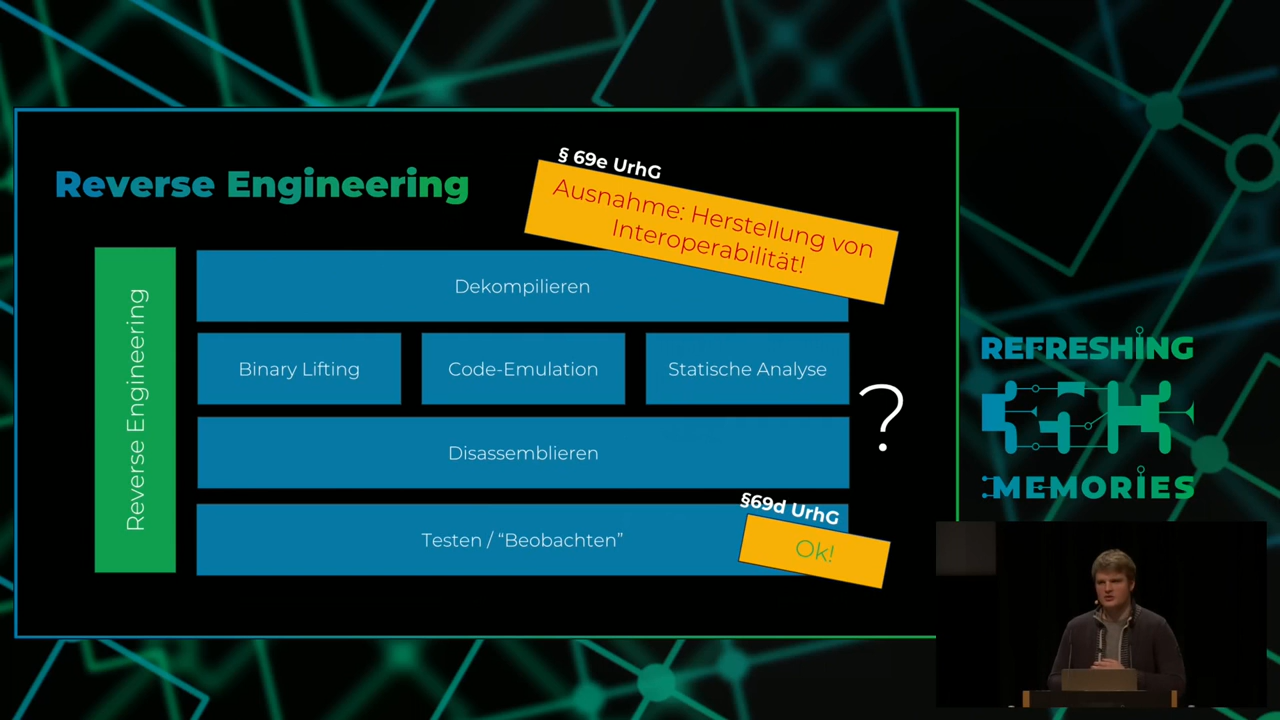 Reverse Engineering
§ 69e UrhG
Ausnahme: Herstellung von
Interoperabilität!
Reverse Engineering
Dekompilieren
Binary Lifting
Code-Emulation
Statische Analyse
?
Disassemblieren
§69d UrhG
Ok!
Testen / “Beobachten”
REFRESHING
MEMORIES